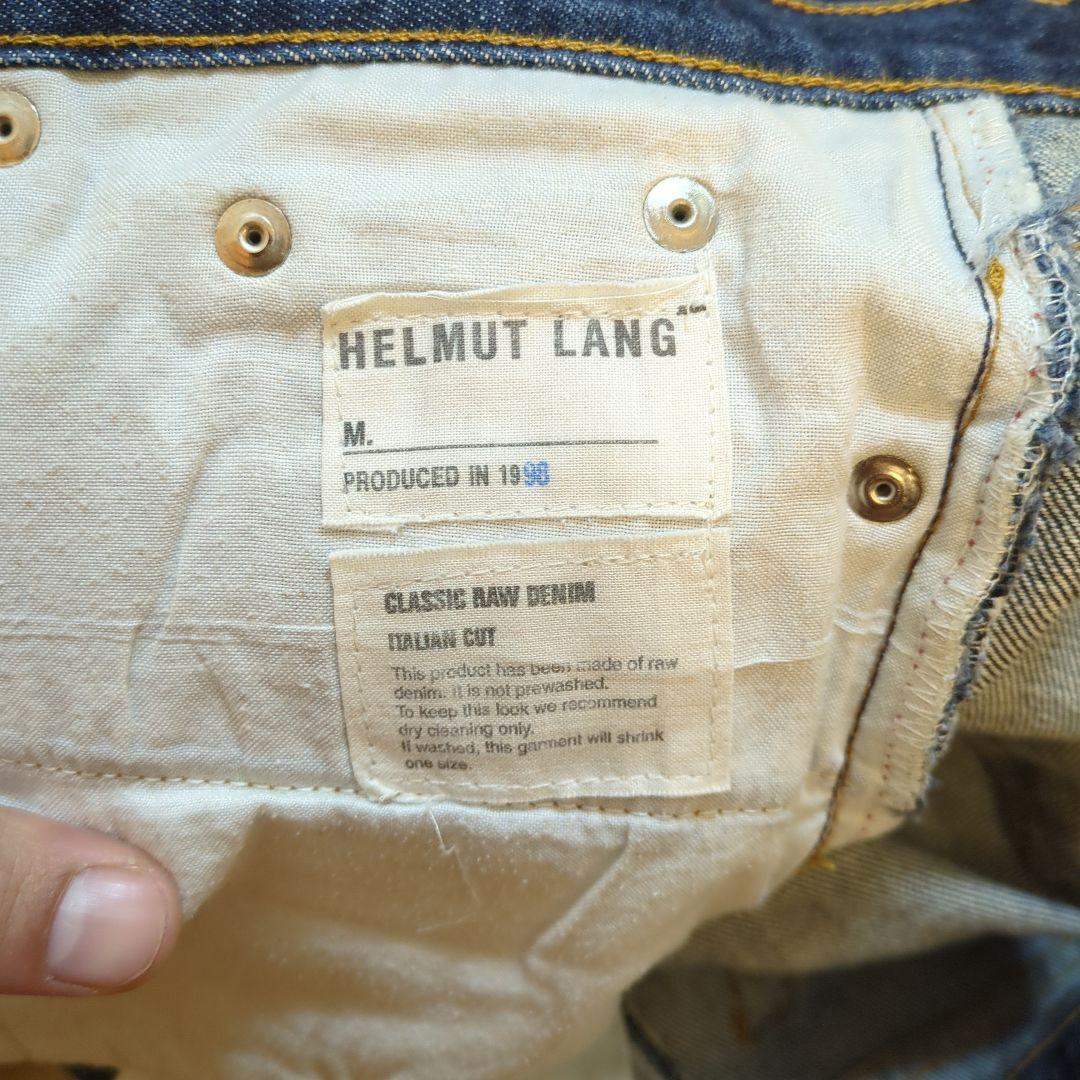 HELMUT LANG
M.
PRODUCED IN 1998
CLASSIC RAW DENIM
ITALIAN CUT
This product has been made of raw
denim. It is not prewashed.
To keep this look we recommend
dry cleaning only.
If washed, this garment will shrink
one size.